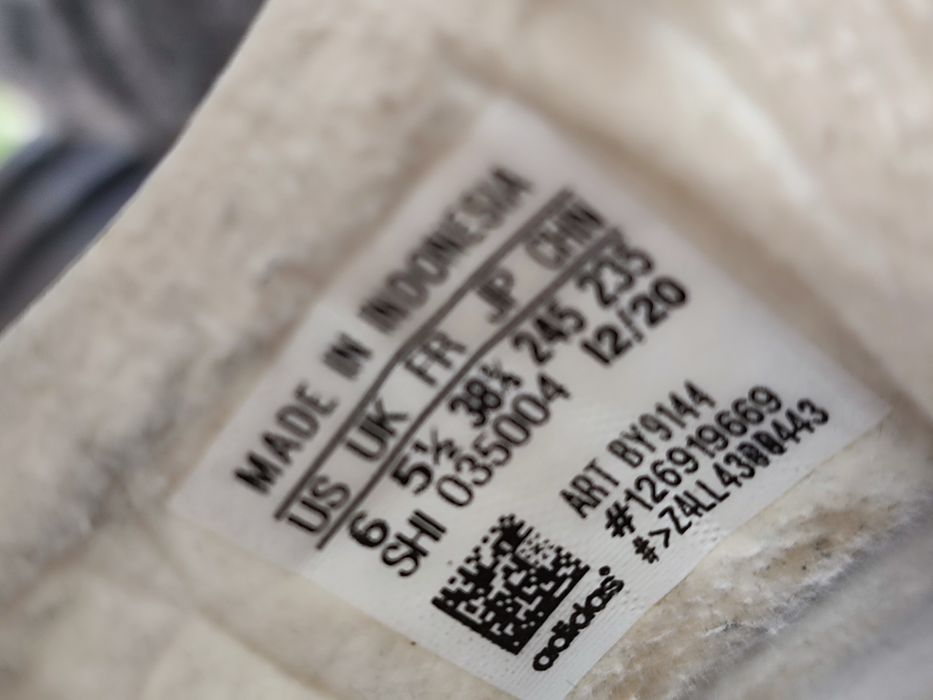 MADE IN INDONESIA
US UK FR JP CHN
6 5½ 38⅔ 245 235
SHI 035004 12/20
ART BY9144
#126919669
#>Z4LL4300443
adidas